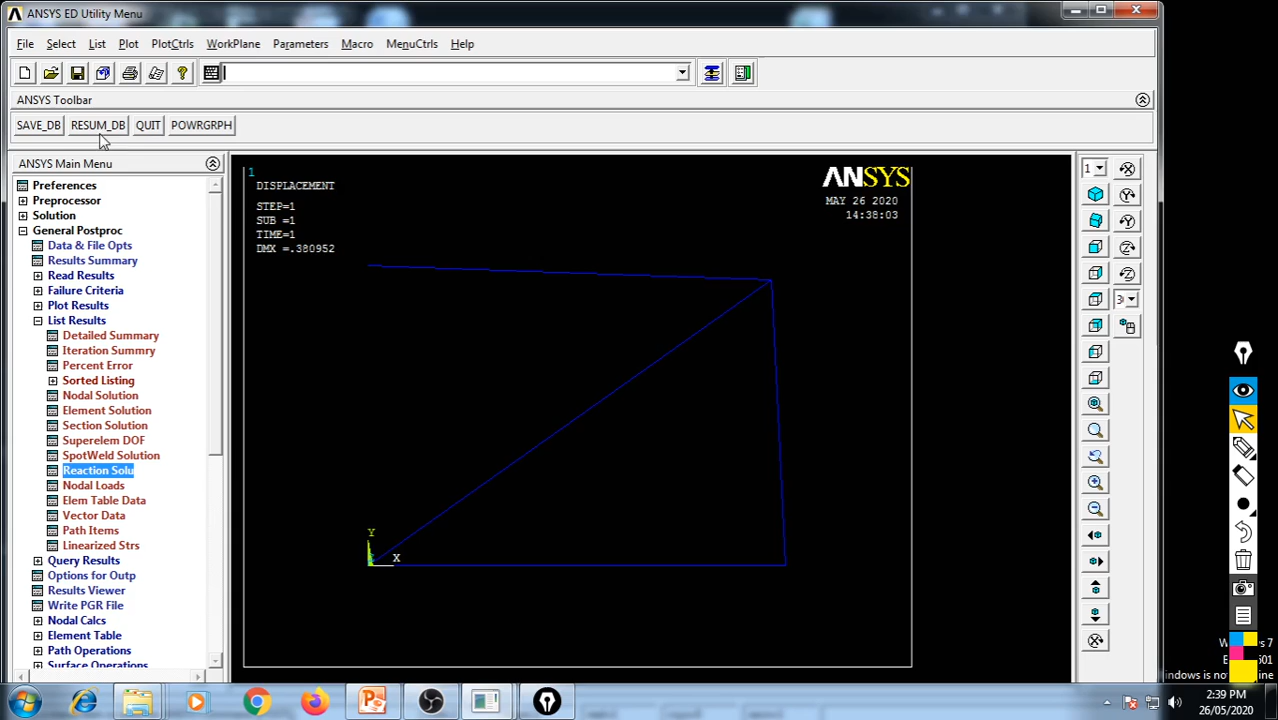 ANSYS ED Utility Menu
File Select List Plot PlotCtrls WorkPlane Parameters Macro MenuCtrls Help
ANSYS Toolbar
SAVE_DB RESUM_DB QUIT POWRGRPH
ANSYS Main Menu
Preferences
Preprocessor
Solution
General Postproc
Data & File Opts
Results Summary
Read Results
Failure Criteria
Plot Results
List Results
Detailed Summary
Iteration Summry
Percent Error
Sorted Listing
Nodal Solution
Element Solution
Section Solution
Superelem DOF
SpotWeld Solution
Reaction Solu
Nodal Loads
Elem Table Data
Vector Data
Path Items
Linearized Strs
Query Results
Options for Outp
Results Viewer
Write PGR File
Nodal Calcs
Element Table
Path Operations
Surface Operations
1
DISPLACEMENT
STEP=1
SUB =1
TIME=1
DMX =.380952
ANSYS
MAY 26 2020
14:38:03
Y
X
1
X
Y
Y
Z
Z
2:39 PM
26/05/2020